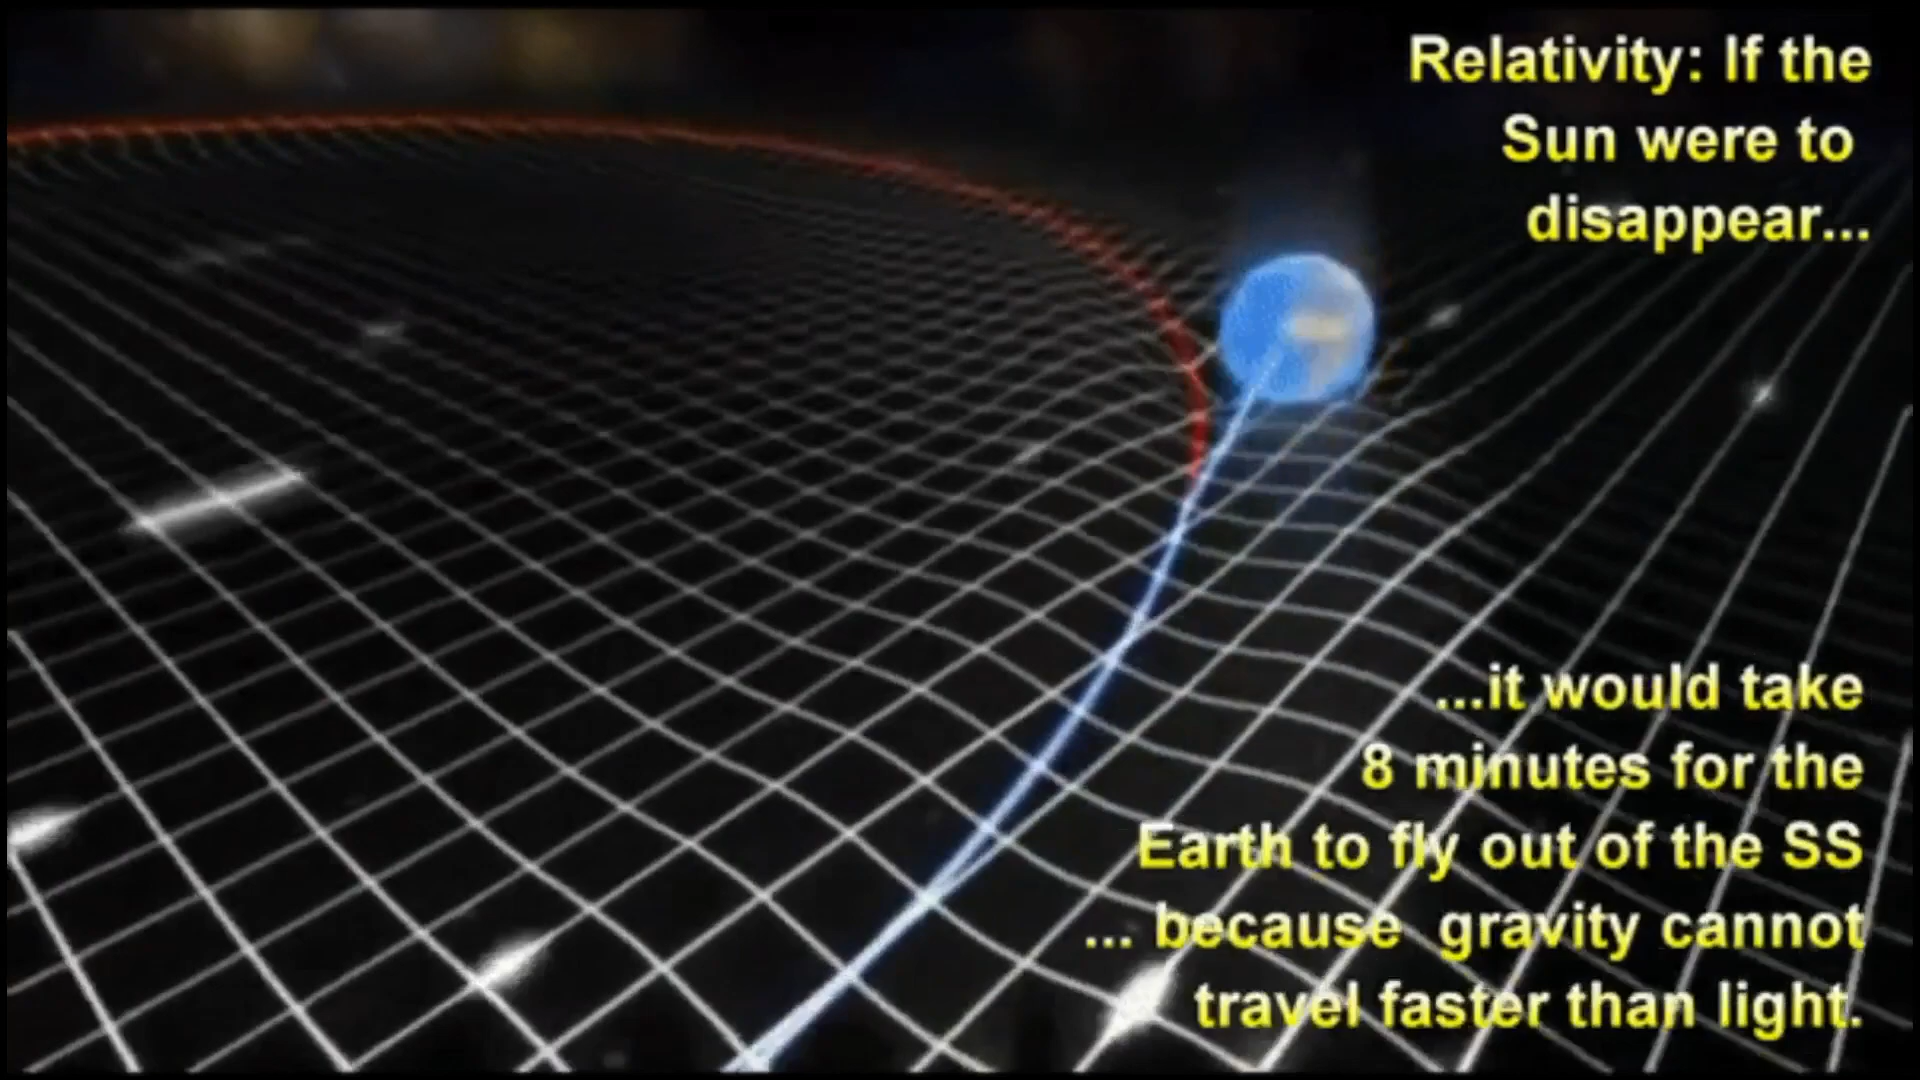 Relativity: If the
Sun were to
disappear...
...it would take
8 minutes for the
Earth to fly out of the SS
... because gravity cannot
travel faster than light.